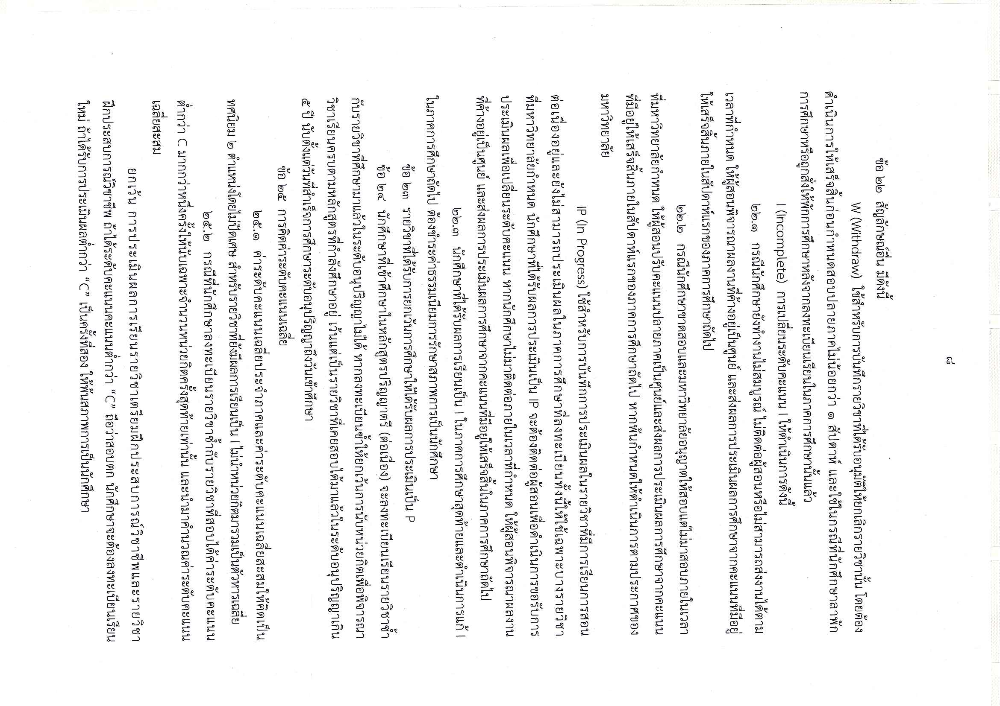 ๘
ข้อ ๒๒ สัญลักษณ์อื่น มีดังนี้
W (Withdraw) ใช้สำหรับการบันทึกรายวิชาที่ได้รับอนุมัติให้ยกเลิกรายวิชานั้น โดยต้อง
ดำเนินการให้เสร็จสิ้นก่อนกำหนดสอบปลายภาคไม่น้อยกว่า ๑ สัปดาห์ และใช้ในกรณีที่นักศึกษาลาพัก
การศึกษาหรือถูกสั่งให้พักการศึกษาหลังจากลงทะเบียนเรียนในภาคการศึกษานั้นแล้ว
I (Incomplete) การเปลี่ยนระดับคะแนน I ให้ดำเนินการดังนี้
๒๒.๑ กรณีนักศึกษายังทำงานไม่สมบูรณ์ ไม่ติดต่อผู้สอนหรือไม่สามารถส่งงานได้ตาม
เวลาที่กำหนด ให้ผู้สอนพิจารณาผลงานที่ค้างอยู่เป็นศูนย์ และส่งผลการประเมินผลการศึกษาจากคะแนนที่มีอยู่
ให้เสร็จสิ้นภายในสัปดาห์แรกของภาคการศึกษาถัดไป
๒๒.๒ กรณีนักศึกษาขาดสอบและมหาวิทยาลัยอนุญาตให้สอบแต่ไม่มาสอบภายในเวลา
ที่มหาวิทยาลัยกำหนด ให้ผู้สอนปรับคะแนนปลายภาคเป็นศูนย์และส่งผลการประเมินผลการศึกษาจากคะแนน
ที่มีอยู่ให้เสร็จสิ้นภายในสัปดาห์แรกของภาคการศึกษาถัดไป หากพ้นกำหนดให้ดำเนินการตามประกาศของ
มหาวิทยาลัย
IP (In Progress) ใช้สำหรับการบันทึกการประเมินผลในรายวิชาที่มีการเรียนการสอน
ต่อเนื่องอยู่และยังไม่สามารถประเมินผลในภาคการศึกษาที่ลงทะเบียนทั้งนี้ให้ใช้เฉพาะบางรายวิชา
ที่มหาวิทยาลัยกำหนด นักศึกษาที่ได้รับผลการประเมินเป็น IP จะต้องติดต่อผู้สอนเพื่อดำเนินการขอรับการ
ประเมินผลเพื่อเปลี่ยนระดับคะแนน หากนักศึกษาไม่มาติดต่อภายในเวลาที่กำหนด ให้ผู้สอนพิจารณาผลงาน
ที่ค้างอยู่เป็นศูนย์ และส่งผลการประเมินผลการศึกษาจากคะแนนที่มีอยู่ให้เสร็จสิ้นในภาคการศึกษาถัดไป
๒๒.๓ นักศึกษาที่ได้รับผลการเรียนเป็น I ในภาคการศึกษาสุดท้ายและดำเนินการแก้ I
ในภาคการศึกษาถัดไป ต้องชำระค่าธรรมเนียมการรักษาสภาพการเป็นนักศึกษา
ข้อ ๒๓ รายวิชาที่ได้รับการยกเว้นการศึกษาให้ได้รับผลการประเมินเป็น P
ข้อ ๒๔ นักศึกษาที่เข้าศึกษาในหลักสูตรปริญญาตรี (ต่อเนื่อง) จะลงทะเบียนเรียนรายวิชาซ้ำ
กับรายวิชาที่ศึกษามาแล้วในระดับอนุปริญญาไม่ได้ หากลงทะเบียนซ้ำให้ยกเว้นการนับหน่วยกิตเพื่อพิจารณา
วิชาเรียนครบตามหลักสูตรที่กำลังศึกษาอยู่ เว้นแต่เป็นรายวิชาที่เคยสอบได้มาแล้วในระดับอนุปริญญาเกิน
๕ ปี นับตั้งแต่วันที่สำเร็จการศึกษาระดับอนุปริญญาถึงวันเข้าศึกษา
ข้อ ๒๕ การคิดค่าระดับคะแนนเฉลี่ย
๒๕.๑ ค่าระดับคะแนนเฉลี่ยประจำภาคและค่าระดับคะแนนเฉลี่ยสะสมให้คิดเป็น
ทศนิยม ๒ ตำแหน่งโดยไม่ปัดเศษ สำหรับรายวิชาที่ยังมีผลการเรียนเป็น I ไม่นำหน่วยกิตมารวมเป็นตัวหารเฉลี่ย
๒๕.๒ กรณีที่นักศึกษาลงทะเบียนรายวิชาซ้ำกับรายวิชาที่สอบได้ค่าระดับคะแนน
ต่ำกว่า C มากกว่าหนึ่งครั้งให้นับเฉพาะจำนวนหน่วยกิตครั้งสุดท้ายเท่านั้น และนำมาคำนวณค่าระดับคะแนน
เฉลี่ยสะสม
ยกเว้น การประเมินผลการเรียนรายวิชาเตรียมฝึกประสบการณ์วิชาชีพและรายวิชา
ฝึกประสบการณ์วิชาชีพ ถ้าได้ระดับคะแนนคะแนนต่ำกว่า “C” ถือว่าสอบตก นักศึกษาจะต้องลงทะเบียนเรียน
ใหม่ ถ้าได้รับการประเมินผลต่ำกว่า “C” เป็นครั้งที่สอง ให้พ้นสภาพการเป็นนักศึกษา